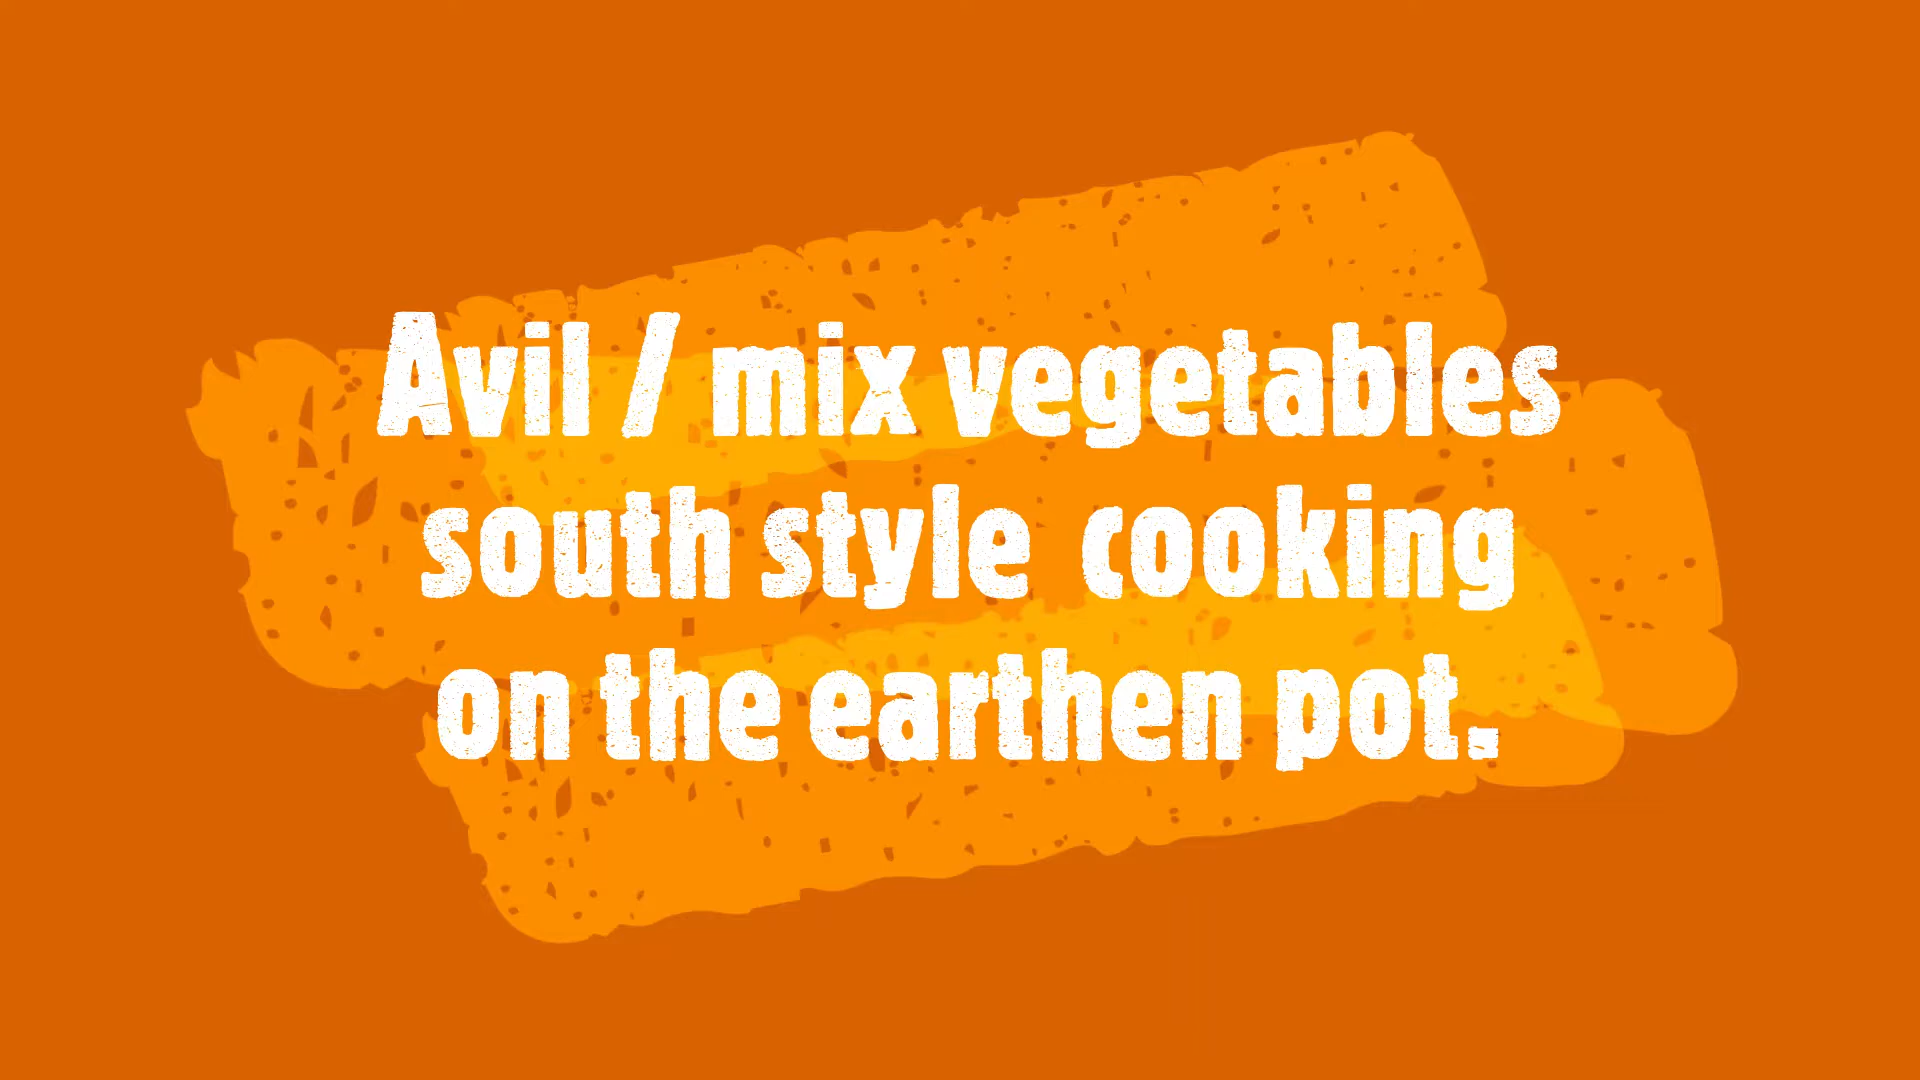 Avil / mix vegetables
south style  cooking
on the earthen pot.